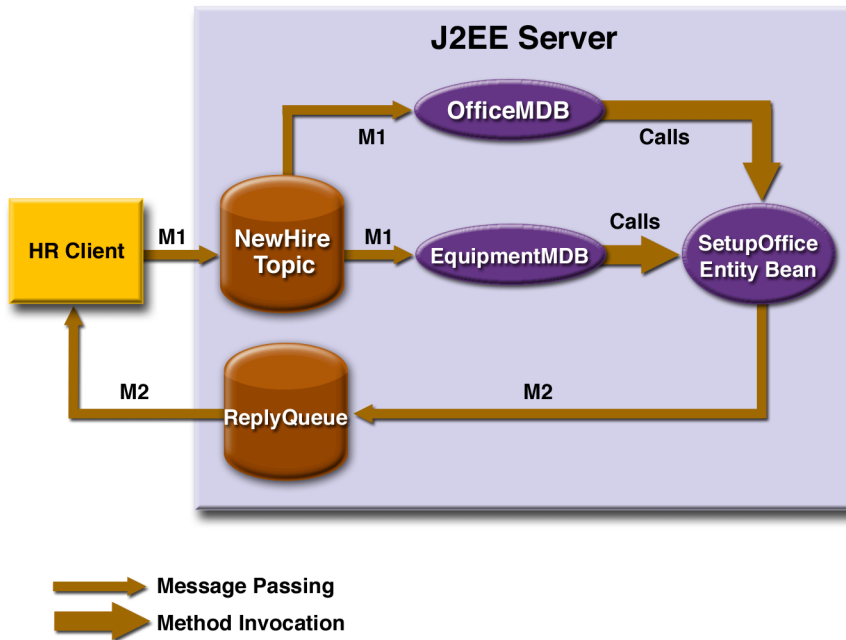 J2EE Server
OfficeMDB
M1
Calls
HR Client
M1
NewHire
Topic
M1
EquipmentMDB
Calls
SetupOffice
Entity Bean
M2
ReplyQueue
M2
Message Passing
Method Invocation